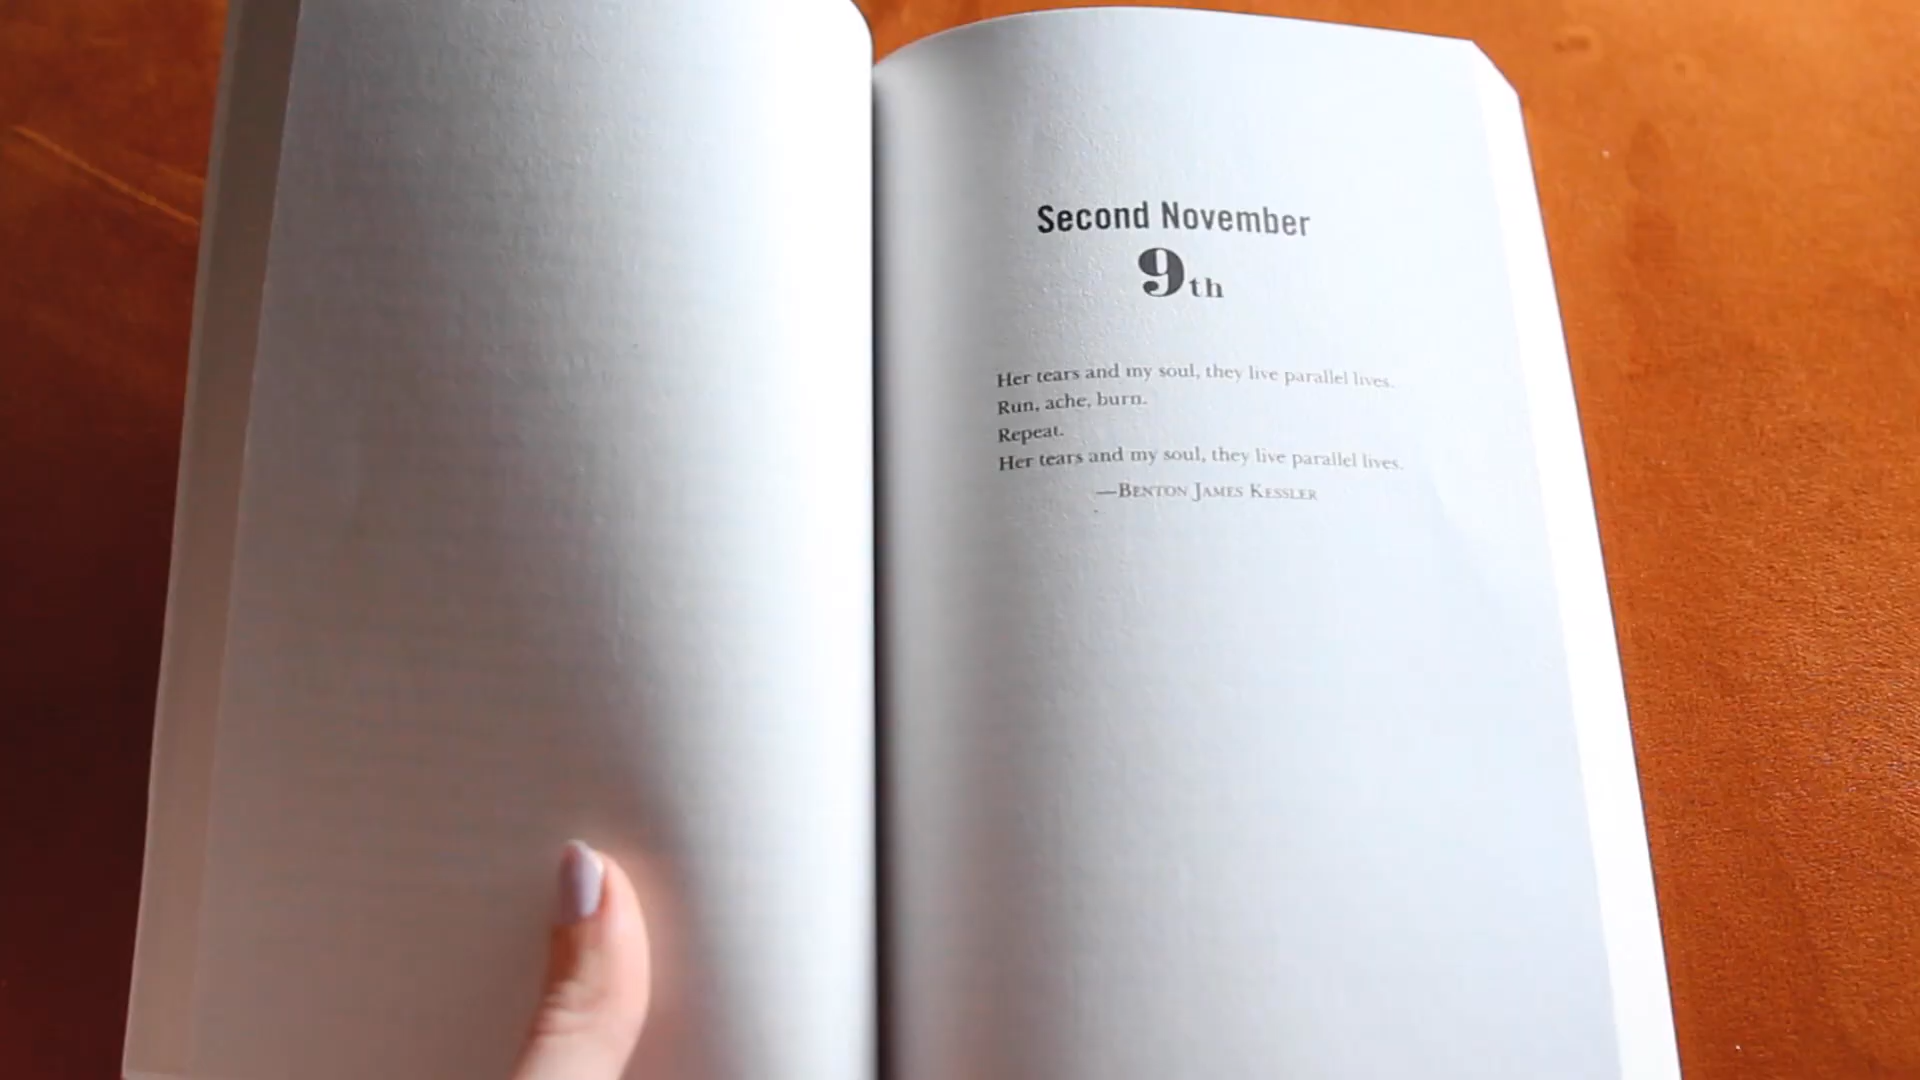 Second November
9th
Her tears and my soul, they live parallel lives.
Run, ache, burn.
Repeat.
Her tears and my soul, they live parallel lives.
—Benton James Kessler